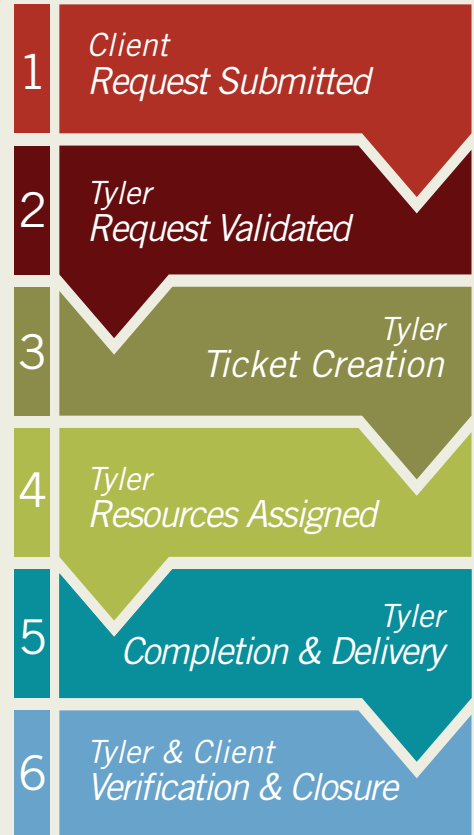 1
Client
Request Submitted
2
Tyler
Request Validated
3
Tyler
Ticket Creation
4
Tyler
Resources Assigned
5
Tyler
Completion & Delivery
6
Tyler & Client
Verification & Closure